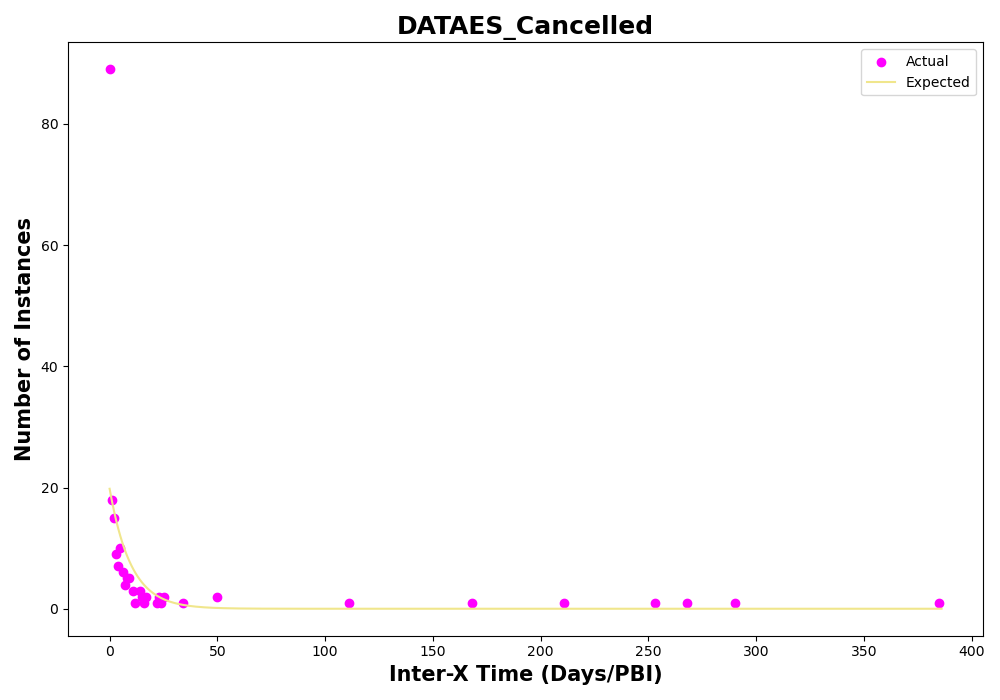 DATAES_Cancelled
Actual
Expected
Number of Instances
80
60
40
20
0
0 50 100 150 200 250 300 350 400
Inter-X Time (Days/PBI)